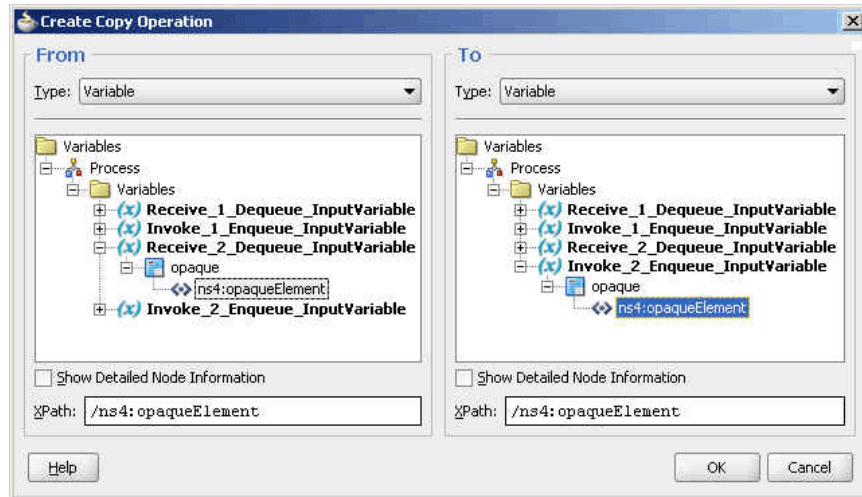 Create Copy Operation
From
Type: Variable
Variables
Process
Variables
(x) Receive_1_Dequeue_InputVariable
(x) Invoke_1_Enqueue_InputVariable
(x) Receive_2_Dequeue_InputVariable
opaque
ns4:opaqueElement
(x) Invoke_2_Enqueue_InputVariable
Show Detailed Node Information
XPath: /ns4:opaqueElement
To
Type: Variable
Variables
Process
Variables
(x) Receive_1_Dequeue_InputVariable
(x) Invoke_1_Enqueue_InputVariable
(x) Receive_2_Dequeue_InputVariable
(x) Invoke_2_Enqueue_InputVariable
opaque
ns4:opaqueElement
Show Detailed Node Information
XPath: /ns4:opaqueElement
Help
OK
Cancel